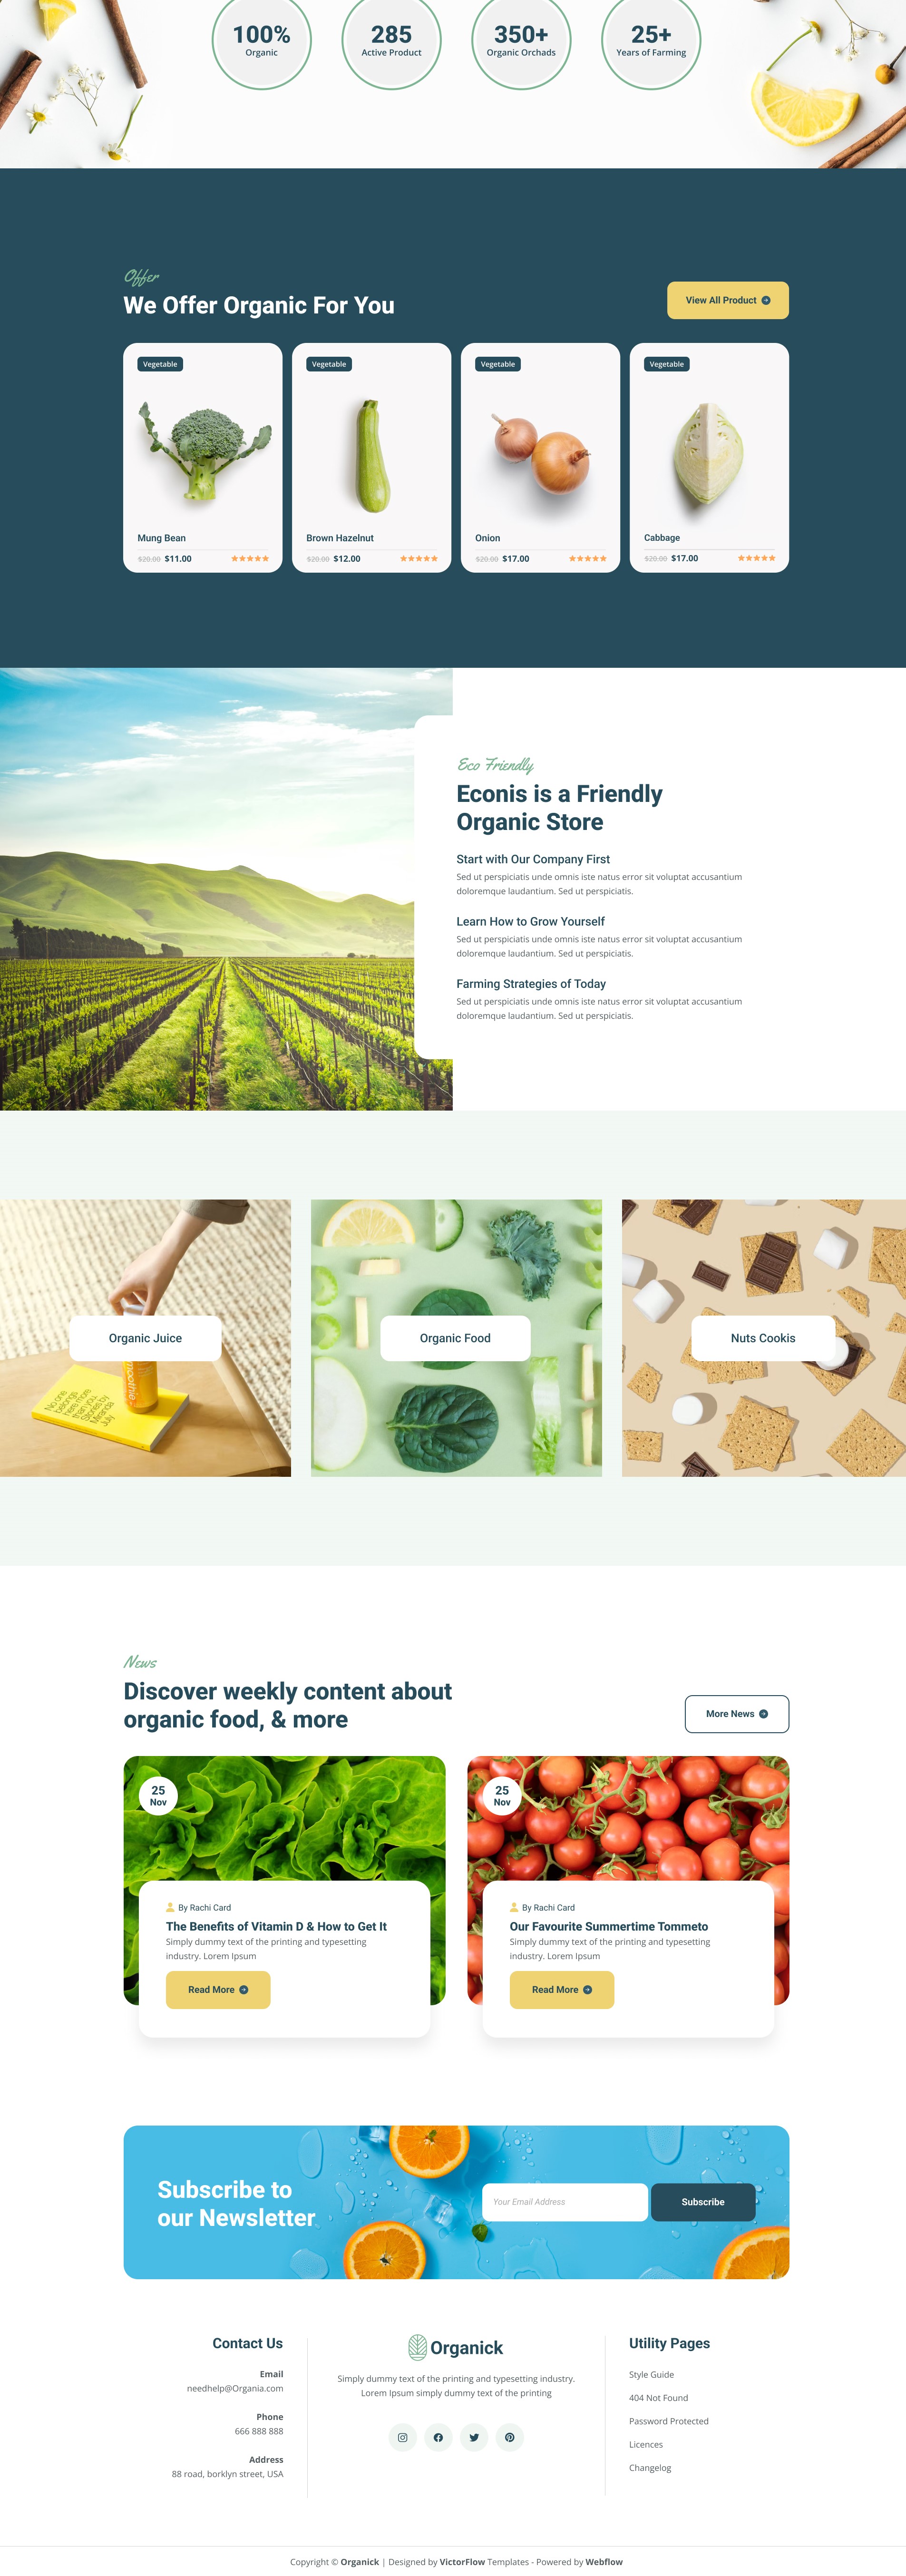 100%
Organic
285
Active Product
350+
Organic Orchads
25+
Years of Farming
Offer
We Offer Organic For You
View All Product
Vegetable
Mung Bean
$20.00 $11.00
Vegetable
Brown Hazelnut
$20.00 $12.00
Vegetable
Onion
$20.00 $17.00
Vegetable
Cabbage
$20.00 $17.00
Eco Friendly
Econis is a Friendly
Organic Store
Start with Our Company First
Sed ut perspiciatis unde omnis iste natus error sit voluptat accusantium
doloremque laudantium. Sed ut perspiciatis.
Learn How to Grow Yourself
Sed ut perspiciatis unde omnis iste natus error sit voluptat accusantium
doloremque laudantium. Sed ut perspiciatis.
Farming Strategies of Today
Sed ut perspiciatis unde omnis iste natus error sit voluptat accusantium
doloremque laudantium. Sed ut perspiciatis.
Organic Juice
No one
belongs
here more
than you.
Stories by
Miranda
July
Organic Food
Nuts Cookis
News
Discover weekly content about
organic food, & more
More News
25
Nov
By Rachi Card
The Benefits of Vitamin D & How to Get It
Simply dummy text of the printing and typesetting
industry. Lorem Ipsum
Read More
25
Nov
By Rachi Card
Our Favourite Summertime Tommeto
Simply dummy text of the printing and typesetting
industry. Lorem Ipsum
Read More
Subscribe to
our Newsletter
Your Email Address
Subscribe
Contact Us
Email
needhelp@Organia.com
Phone
666 888 888
Address
88 road, borklyn street, USA
Organick
Simply dummy text of the printing and typesetting industry.
Lorem Ipsum simply dummy text of the printing
Utility Pages
Style Guide
404 Not Found
Password Protected
Licences
Changelog
Copyright © Organick | Designed by VictorFlow Templates - Powered by Webflow